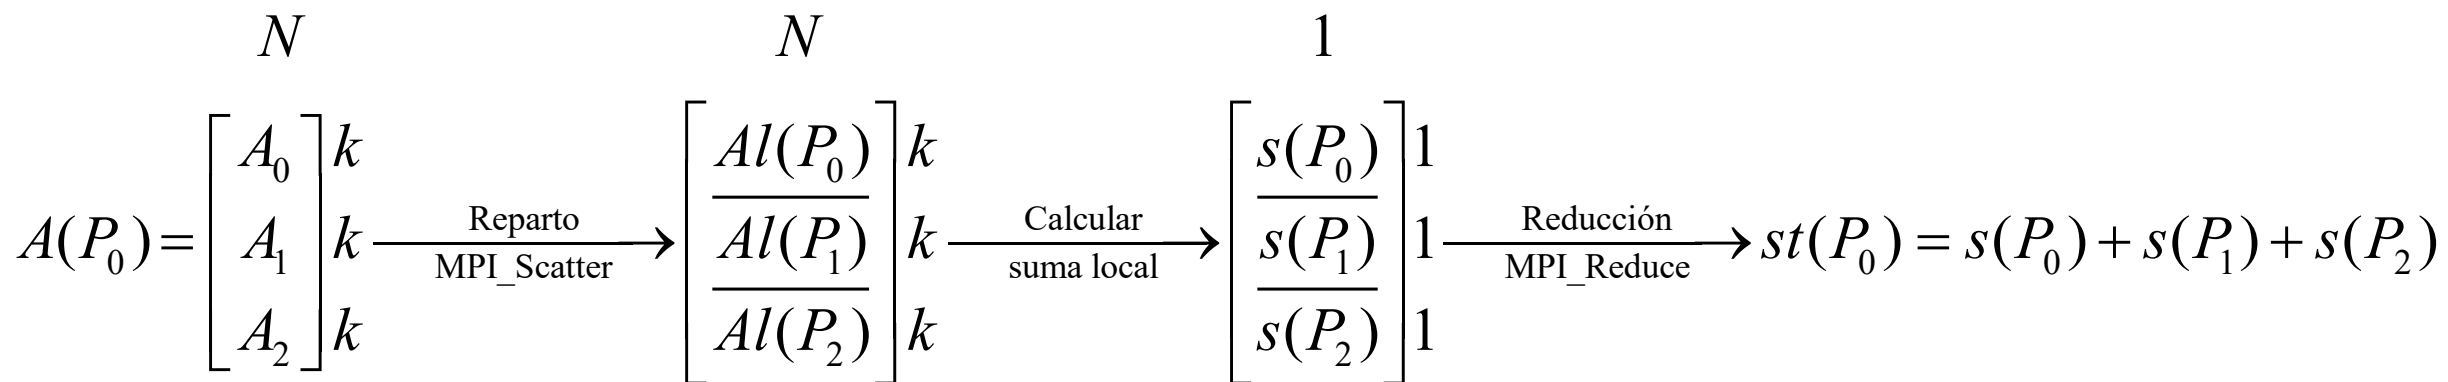 N N 1
A(P₀) = [ A₀ ] k [ Al(P₀) ] k [ s(P₀) ] 1
[ A₁ ] k Reparto MPI_Scatter → [ Al(P₁) ] k Calcular suma local → [ s(P₁) ] 1 Reducción MPI_Reduce → st(P₀) = s(P₀) + s(P₁) + s(P₂)
[ A₂ ] k [ Al(P₂) ] k [ s(P₂) ] 1